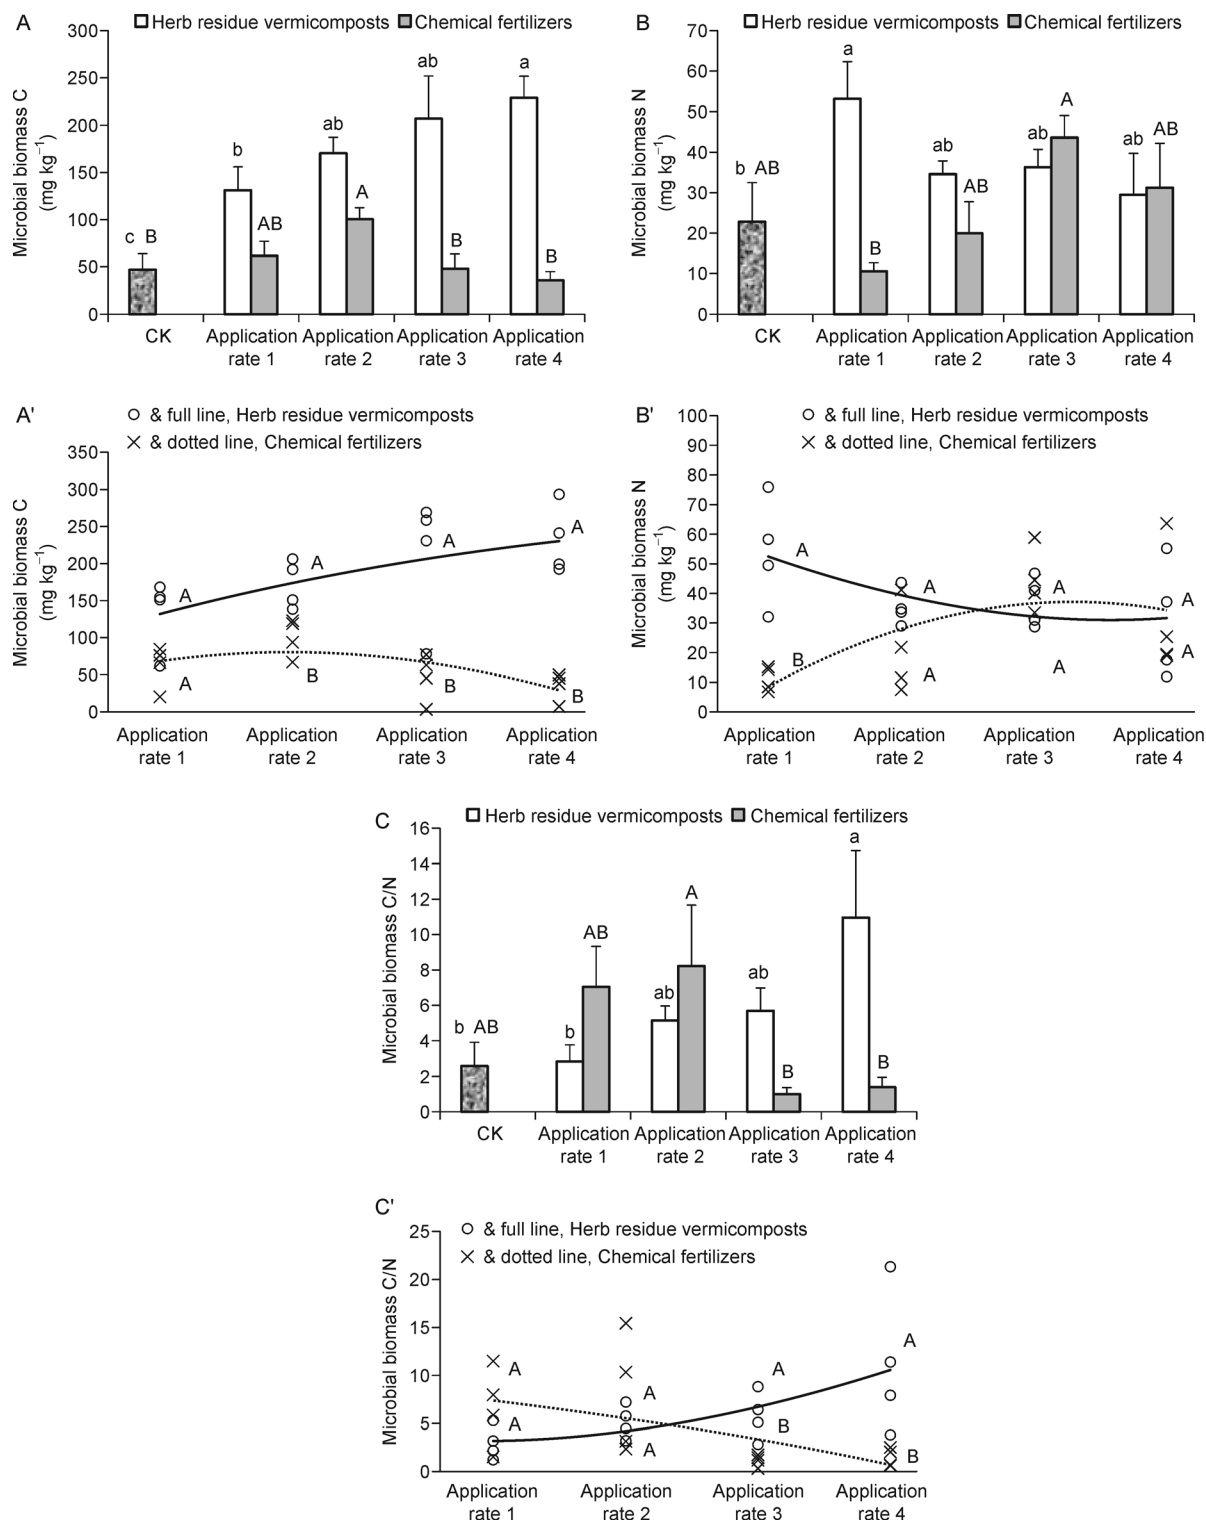 A
Herb residue vermicomposts Chemical fertilizers
Microbial biomass C
(mg kg−1)
300
250
200
150
100
50
0
c B
b
AB
ab
A
ab
B
a
B
CK
Application rate 1
Application rate 2
Application rate 3
Application rate 4
B
Herb residue vermicomposts Chemical fertilizers
Microbial biomass N
(mg kg−1)
70
60
50
40
30
20
10
0
b AB
a
B
ab
AB
ab
A
ab
AB
CK
Application rate 1
Application rate 2
Application rate 3
Application rate 4
A'
& full line, Herb residue vermicomposts
& dotted line, Chemical fertilizers
Microbial biomass C
(mg kg−1)
350
300
250
200
150
100
50
0
A
A
A
B
A
B
A
B
Application rate 1
Application rate 2
Application rate 3
Application rate 4
B'
& full line, Herb residue vermicomposts
& dotted line, Chemical fertilizers
Microbial biomass N
(mg kg−1)
100
90
80
70
60
50
40
30
20
10
0
A
B
A
A
A
A
A
A
Application rate 1
Application rate 2
Application rate 3
Application rate 4
C
Herb residue vermicomposts Chemical fertilizers
Microbial biomass C/N
16
14
12
10
8
6
4
2
0
b AB
b
AB
ab
A
ab
B
a
B
CK
Application rate 1
Application rate 2
Application rate 3
Application rate 4
C'
& full line, Herb residue vermicomposts
& dotted line, Chemical fertilizers
Microbial biomass C/N
25
20
15
10
5
0
A
A
A
A
A
B
A
B
Application rate 1
Application rate 2
Application rate 3
Application rate 4